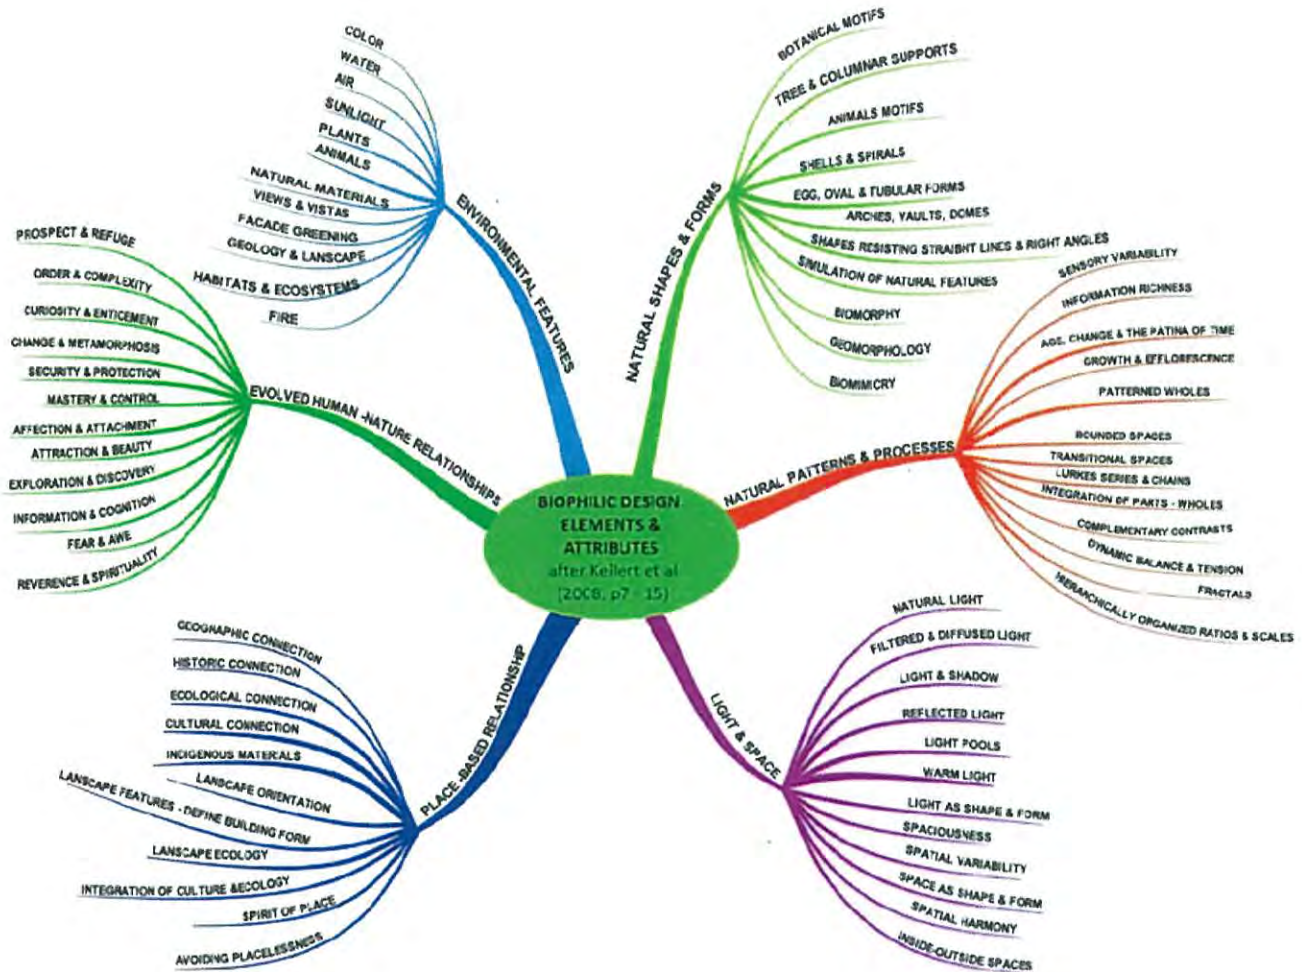 BIOPHILIC DESIGN
ELEMENTS &
ATTRIBUTES
after Kellert et al
(2008, p7 - 15)
ENVIRONMENTAL FEATURES
COLOR
WATER
AIR
SUNLIGHT
PLANTS
ANIMALS
NATURAL MATERIALS
VIEWS & VISTAS
FACADE GREENING
GEOLOGY & LANSCAPE
HABITATS & ECOSYSTEMS
FIRE
NATURAL SHAPES & FORMS
BOTANICAL MOTIFS
TREE & COLUMNAR SUPPORTS
ANIMALS MOTIFS
SHELLS & SPIRALS
EGG, OVAL & TUBULAR FORMS
ARCHES, VAULTS, DOMES
SHAPES RESISTING STRAIGHT LINES & RIGHT ANGLES
SIMULATION OF NATURAL FEATURES
BIOMORPHY
GEOMORPHOLOGY
BIOMIMICRY
NATURAL PATTERNS & PROCESSES
SENSORY VARIABILITY
INFORMATION RICHNESS
AGE, CHANGE & THE PATINA OF TIME
GROWTH & EFFLORESCENCE
PATTERNED WHOLES
BOUNDED SPACES
TRANSITIONAL SPACES
LURKES SERIES & CHAINS
INTEGRATION OF PARTS - WHOLES
COMPLEMENTARY CONTRASTS
DYNAMIC BALANCE & TENSION
FRACTALS
HIERARCHICALLY ORGANIZED RATIOS & SCALES
LIGHT & SPACE
NATURAL LIGHT
FILTERED & DIFFUSED LIGHT
LIGHT & SHADOW
REFLECTED LIGHT
LIGHT POOLS
WARM LIGHT
LIGHT AS SHAPE & FORM
SPACIOUSNESS
SPATIAL VARIABILITY
SPACE AS SHAPE & FORM
SPATIAL HARMONY
INSIDE-OUTSIDE SPACES
PLACE -BASED RELATIONSHIP
GEOGRAPHIC CONNECTION
HISTORIC CONNECTION
ECOLOGICAL CONNECTION
CULTURAL CONNECTION
INDIGENOUS MATERIALS
LANSCAPE ORIENTATION
LANSCAPE FEATURES - DEFINE BUILDING FORM
LANSCAPE ECOLOGY
INTEGRATION OF CULTURE &ECOLOGY
SPIRIT OF PLACE
AVOIDING PLACELESSNESS
EVOLVED HUMAN -NATURE RELATIONSHIPS
PROSPECT & REFUGE
ORDER & COMPLEXITY
CURIOSITY & ENTICEMENT
CHANGE & METAMORPHOSIS
SECURITY & PROTECTION
MASTERY & CONTROL
AFFECTION & ATTACHMENT
ATTRACTION & BEAUTY
EXPLORATION & DISCOVERY
INFORMATION & COGNITION
FEAR & AWE
REVERENCE & SPIRITUALITY